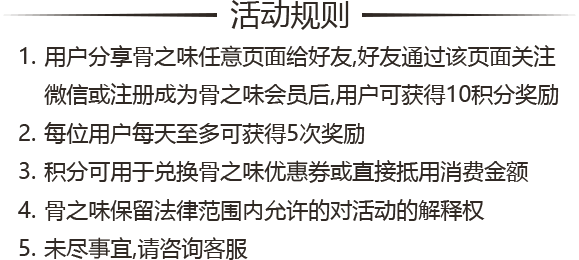 活动规则
1. 用户分享骨之味任意页面给好友,好友通过该页面关注
微信或注册成为骨之味会员后,用户可获得10积分奖励
2. 每位用户每天至多可获得5次奖励
3. 积分可用于兑换骨之味优惠券或直接抵用消费金额
4. 骨之味保留法律范围内允许的对活动的解释权
5. 未尽事宜,请咨询客服